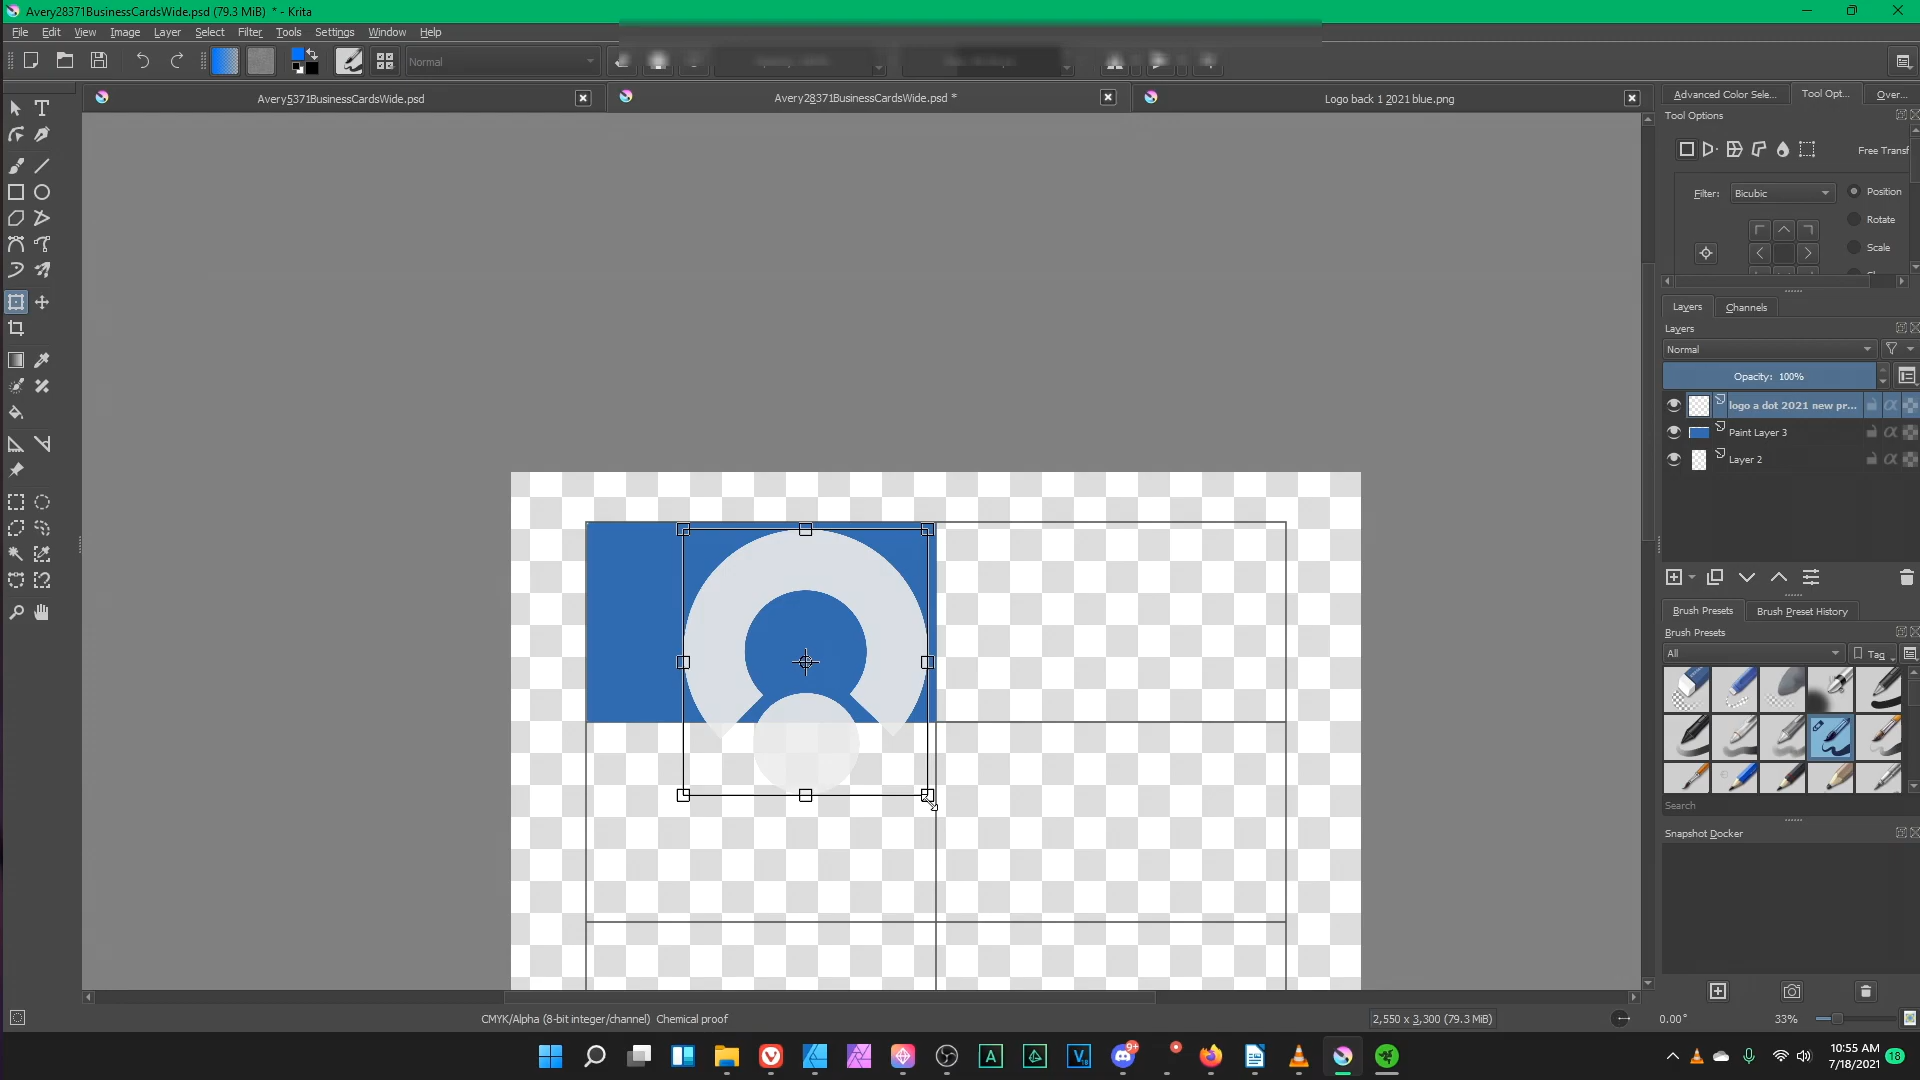 Avery28371BusinessCardsWide.psd (79.3 MiB) * - Krita
File Edit View Image Layer Select Filter Tools Settings Window Help
Normal
Avery5371BusinessCardsWide.psd
Avery28371BusinessCardsWide.psd *
Logo back 1 2021 blue.png
Advanced Color Sele...
Tool Opt...
Over...
Tool Options
Free Transf
Filter:
Bicubic
Position
Rotate
Scale
Layers
Channels
Layers
Normal
Opacity: 100%
logo a dot 2021 new pr...
Paint Layer 3
Layer 2
Brush Presets
Brush Preset History
Brush Presets
All
Tag
Search
Snapshot Docker
CMYK/Alpha (8-bit integer/channel) Chemical proof
2,550 x 3,300 (79.3 MiB)
0.00°
33%
9+
10:55 AM
7/18/2021
18